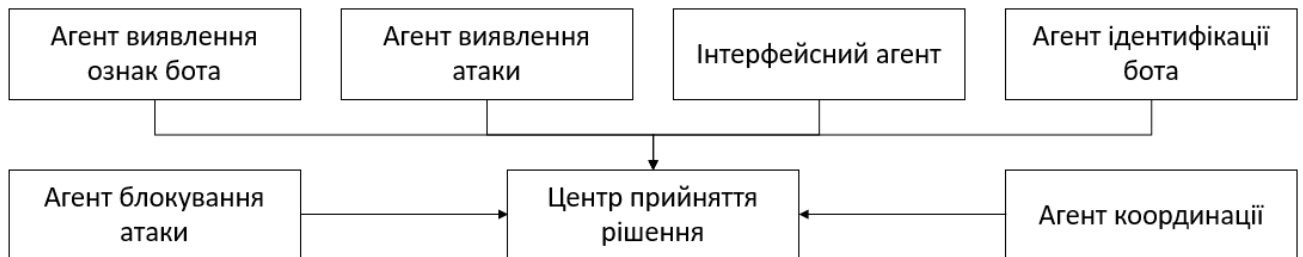 Агент виявлення
ознак бота
Агент виявлення
атаки
Інтерфейсний агент
Агент ідентифікації
бота
Агент блокування
атаки
Центр прийняття
рішення
Агент координації